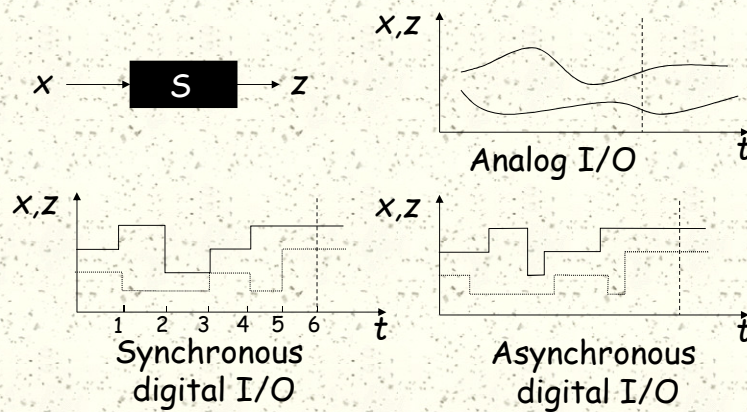 x S z
x,z
t
Analog I/O
x,z
1 2 3 4 5 6 t
Synchronous
digital I/O
x,z
t
Asynchronous
digital I/O